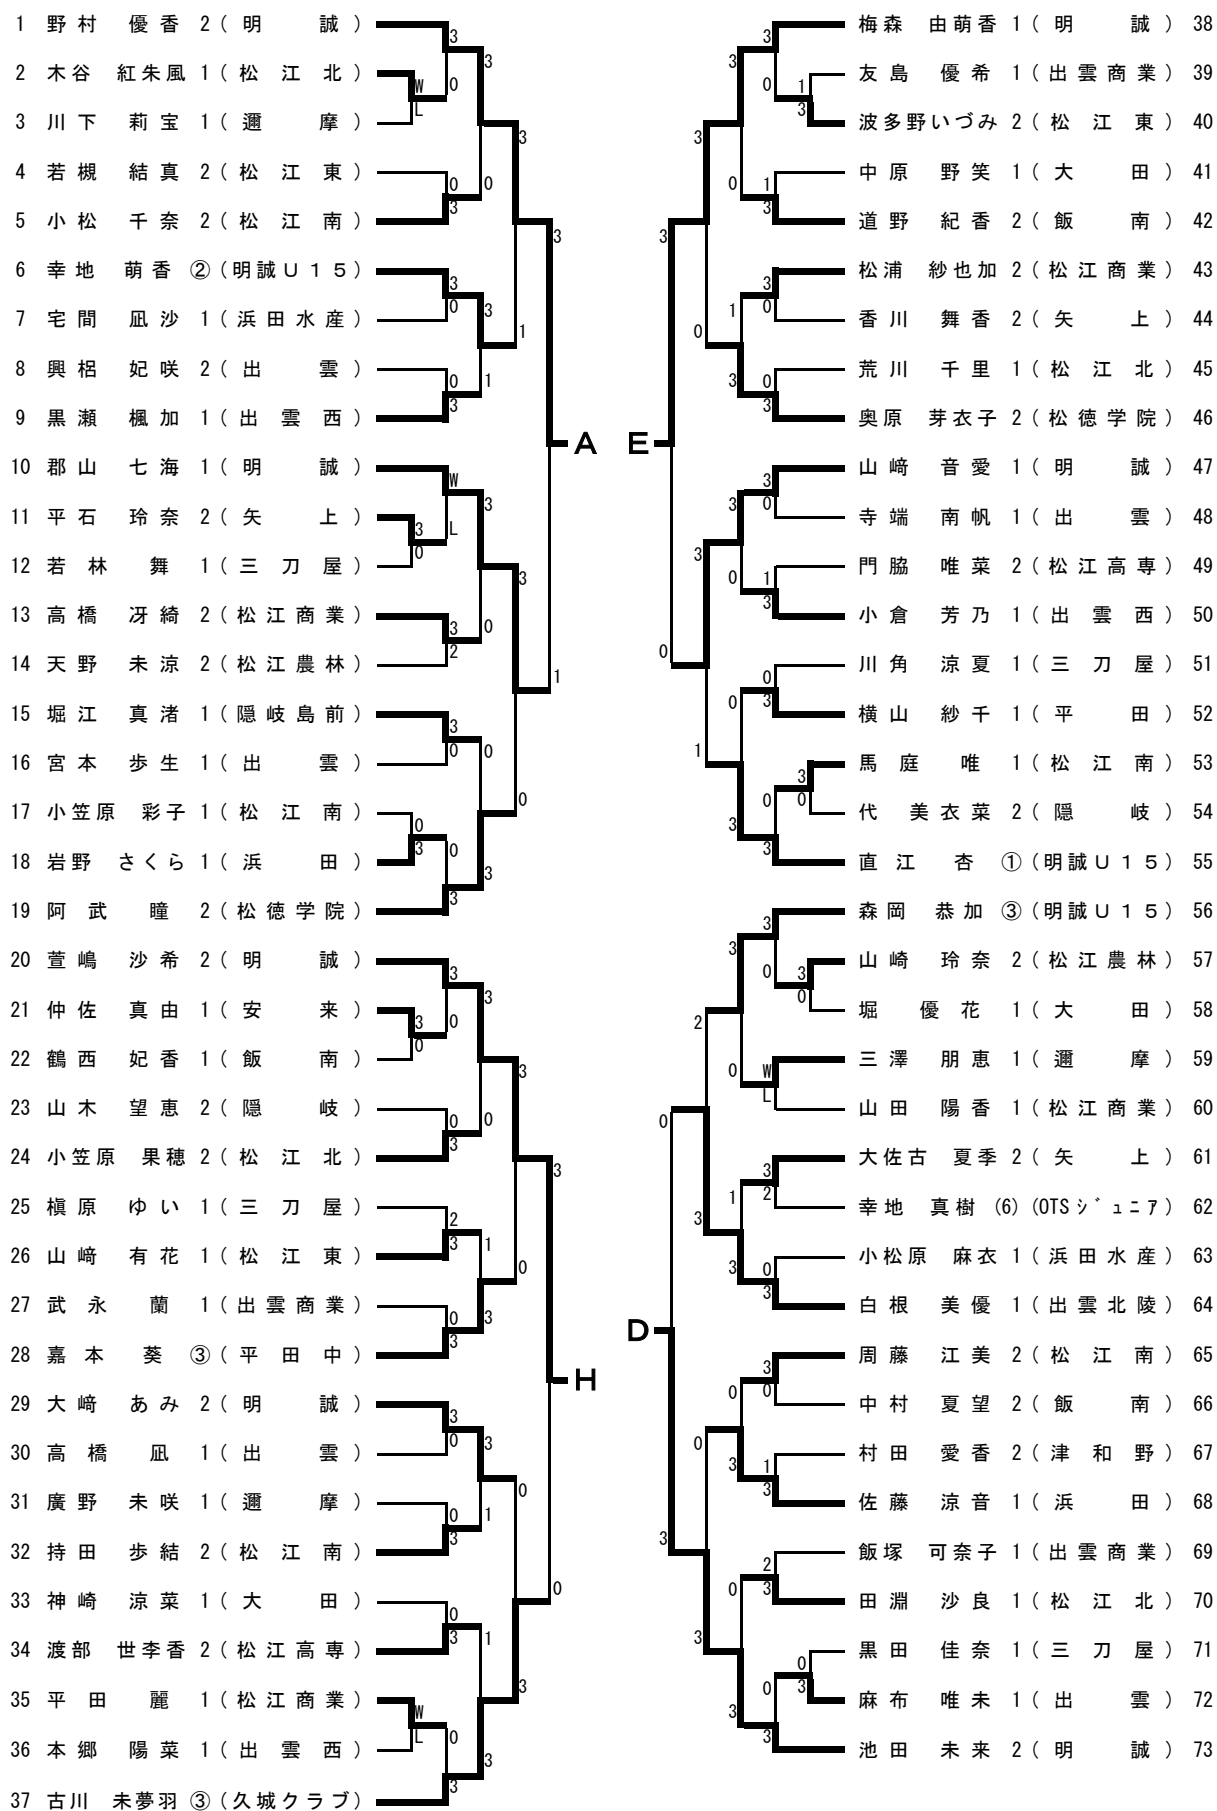 1 野村 優香 2(明 誠)
2 木谷 紅朱風 1(松江北)
3 川下 莉宝 1(邇 摩)
4 若槻 結真 2(松江東)
5 小松 千奈 2(松江南)
6 幸地 萌香 ②(明誠Ｕ１５)
7 宅間 凪沙 1(浜田水産)
8 興梠 妃咲 2(出 雲)
9 黒瀬 楓加 1(出雲西)
10 郡山 七海 1(明 誠)
11 平石 玲奈 2(矢 上)
12 若林 舞 1(三刀屋)
13 高橋 冴綺 2(松江商業)
14 天野 未涼 2(松江農林)
15 堀江 真渚 1(隠岐島前)
16 宮本 歩生 1(出 雲)
17 小笠原 彩子 1(松江南)
18 岩野 さくら 1(浜 田)
19 阿武 瞳 2(松徳学院)
20 萱嶋 沙希 2(明 誠)
21 仲佐 真由 1(安 来)
22 鶴西 妃香 1(飯 南)
23 山木 望恵 2(隠 岐)
24 小笠原 果穂 2(松江北)
25 槇原 ゆい 1(三刀屋)
26 山﨑 有花 1(松江東)
27 武永 蘭 1(出雲商業)
28 嘉本 葵 ③(平田中)
29 大﨑 あみ 2(明 誠)
30 高橋 凪 1(出 雲)
31 廣野 未咲 1(邇 摩)
32 持田 歩結 2(松江南)
33 神崎 涼菜 1(大 田)
34 渡部 世李香 2(松江高専)
35 平田 麗 1(松江商業)
36 本郷 陽菜 1(出雲西)
37 古川 未夢羽 ③(久城クラブ)
A
H
E
D
梅森 由萌香 1(明 誠) 38
友島 優希 1(出雲商業) 39
波多野いづみ 2(松江東) 40
中原 野笑 1(大 田) 41
道野 紀香 2(飯 南) 42
松浦 紗也加 2(松江商業) 43
香川 舞香 2(矢 上) 44
荒川 千里 1(松江北) 45
奥原 芽衣子 2(松徳学院) 46
山﨑 音愛 1(明 誠) 47
寺端 南帆 1(出 雲) 48
門脇 唯菜 2(松江高専) 49
小倉 芳乃 1(出雲西) 50
川角 涼夏 1(三刀屋) 51
横山 紗千 1(平 田) 52
馬庭 唯 1(松江南) 53
代 美衣菜 2(隠 岐) 54
直江 杏 ①(明誠Ｕ１５) 55
森岡 恭加 ③(明誠Ｕ１５) 56
山崎 玲奈 2(松江農林) 57
堀 優花 1(大 田) 58
三澤 朋恵 1(邇 摩) 59
山田 陽香 1(松江商業) 60
大佐古 夏季 2(矢 上) 61
幸地 真樹 (6)(OTSｼﾞｭﾆｱ) 62
小松原 麻衣 1(浜田水産) 63
白根 美優 1(出雲北陵) 64
周藤 江美 2(松江南) 65
中村 夏望 2(飯 南) 66
村田 愛香 2(津和野) 67
佐藤 涼音 1(浜 田) 68
飯塚 可奈子 1(出雲商業) 69
田淵 沙良 1(松江北) 70
黒田 佳奈 1(三刀屋) 71
麻布 唯未 1(出 雲) 72
池田 未来 2(明 誠) 73